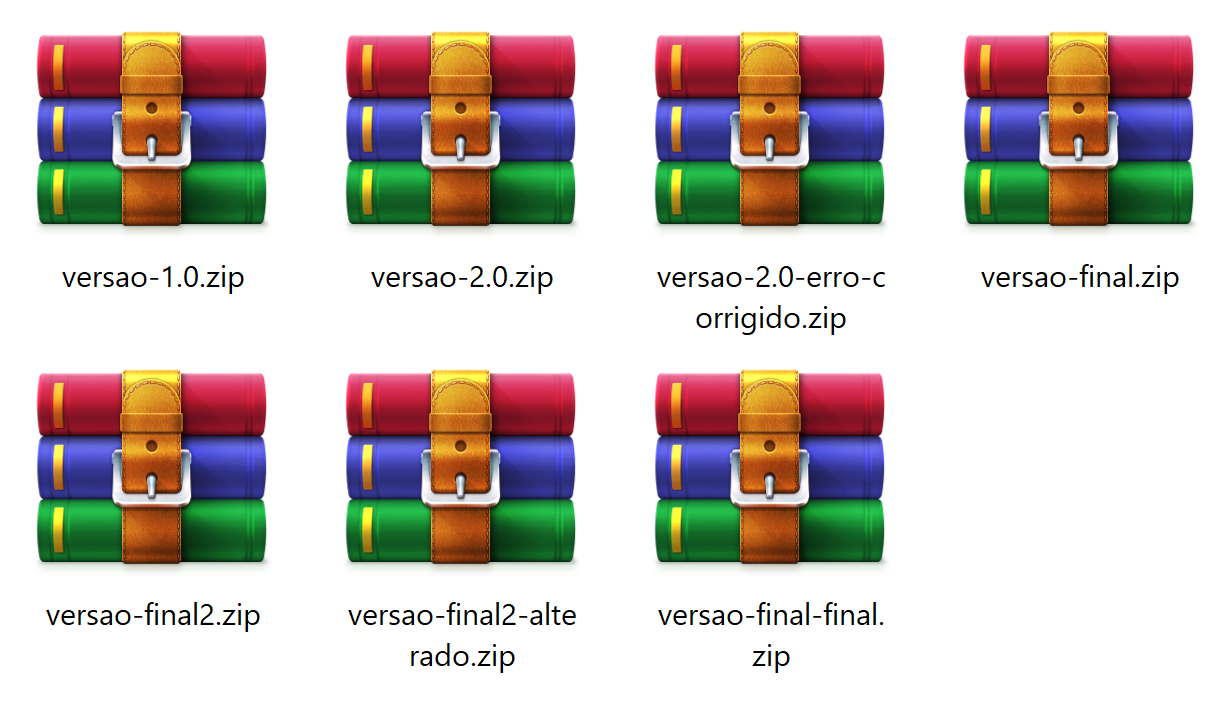 versao-1.0.zip
versao-2.0.zip
versao-2.0-erro-c
orrigido.zip
versao-final.zip
versao-final2.zip
versao-final2-alte
rado.zip
versao-final-final.
zip